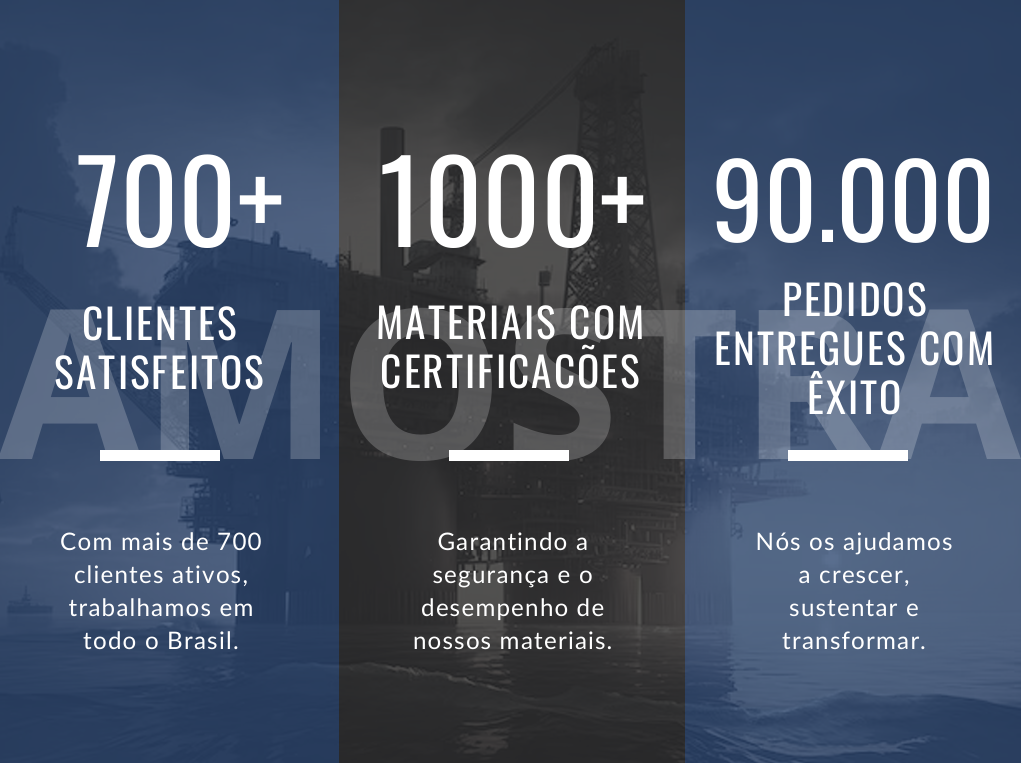 700+
CLIENTES
SATISFEITOS
Com mais de 700
clientes ativos,
trabalhamos em
todo o Brasil.
1000+
MATERIAIS COM
CERTIFICAÇÕES
Garantindo a
segurança e o
desempenho de
nossos materiais.
90.000
PEDIDOS
ENTREGUES COM
ÊXITO
Nós os ajudamos
a crescer,
sustentar e
transformar.
AMOSTRA